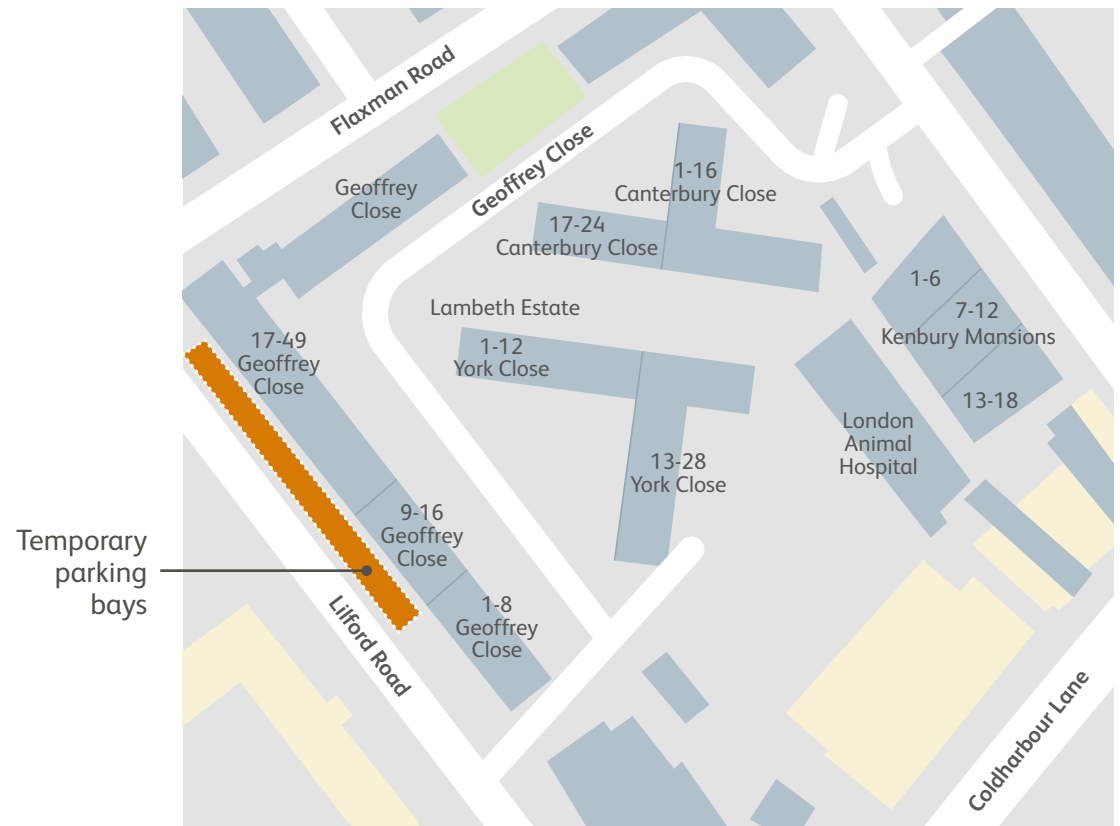 Flaxman Road
Geoffrey Close
Geoffrey
Close
1-16
Canterbury Close
17-24
Canterbury Close
Lambeth Estate
1-12
York Close
13-28
York Close
1-6
7-12
Kenbury Mansions
13-18
London
Animal
Hospital
17-49
Geoffrey
Close
9-16
Geoffrey
Close
1-8
Geoffrey
Close
Temporary
parking
bays
Lilford Road
Coldharbour Lane